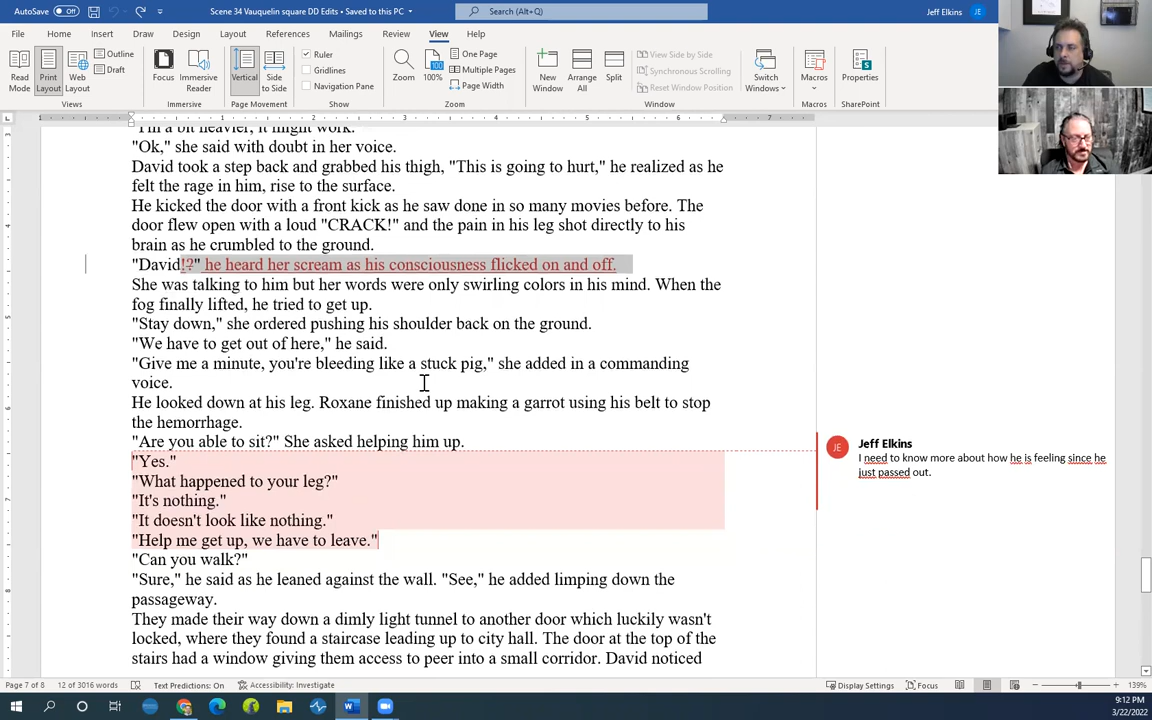 AutoSave Off
Scene 34 Vauquelin square DD Edits • Saved to this PC
Search (Alt+Q)
Jeff Elkins JE
File Home Insert Draw Design Layout References Mailings Review View Help
Read Mode
Print Layout
Web Layout
Outline
Draft
Views
Focus
Immersive Reader
Immersive
Vertical
Side to Side
Page Movement
Ruler
Gridlines
Navigation Pane
Show
Zoom
100
100%
One Page
Multiple Pages
Page Width
Zoom
New Window
Arrange All
Split
View Side by Side
Synchronous Scrolling
Reset Window Position
Switch Windows
Window
Macros
Macros
Properties
SharePoint
1 1 2 3 4 5 6 7
"I'm a bit heavier, it might work."
"Ok," she said with doubt in her voice.
David took a step back and grabbed his thigh, "This is going to hurt," he realized as he
felt the rage in him, rise to the surface.
He kicked the door with a front kick as he saw done in so many movies before. The
door flew open with a loud "CRACK!" and the pain in his leg shot directly to his
brain as he crumbled to the ground.
"David!?" he heard her scream as his consciousness flicked on and off.
She was talking to him but her words were only swirling colors in his mind. When the
fog finally lifted, he tried to get up.
"Stay down," she ordered pushing his shoulder back on the ground.
"We have to get out of here," he said.
"Give me a minute, you're bleeding like a stuck pig," she added in a commanding
voice.
He looked down at his leg. Roxane finished up making a garrot using his belt to stop
the hemorrhage.
"Are you able to sit?" She asked helping him up.
"Yes."
"What happened to your leg?"
"It's nothing."
"It doesn't look like nothing."
"Help me get up, we have to leave."
"Can you walk?"
"Sure," he said as he leaned against the wall. "See," he added limping down the
passageway.
They made their way down a dimly light tunnel to another door which luckily wasn't
locked, where they found a staircase leading up to city hall. The door at the top of the
stairs had a window giving them access to peer into a small corridor. David noticed
JE
Jeff Elkins
I need to know more about how he is feeling since he
just passed out.
Page 7 of 8
12 of 3016 words
Text Predictions: On
Accessibility: Investigate
Display Settings
Focus
139%
9:12 PM
3/22/2022